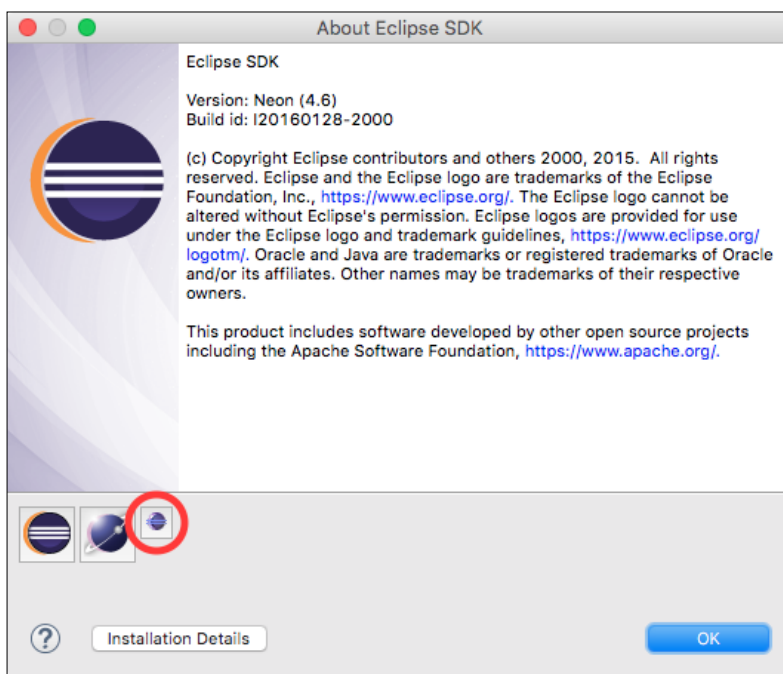 About Eclipse SDK
Eclipse SDK
Version: Neon (4.6)
Build id: I20160128-2000
(c) Copyright Eclipse contributors and others 2000, 2015.  All rights
reserved. Eclipse and the Eclipse logo are trademarks of the Eclipse
Foundation, Inc., https://www.eclipse.org/. The Eclipse logo cannot be
altered without Eclipse's permission. Eclipse logos are provided for use
under the Eclipse logo and trademark guidelines, https://www.eclipse.org/
logotm/. Oracle and Java are trademarks or registered trademarks of Oracle
and/or its affiliates. Other names may be trademarks of their respective
owners.
This product includes software developed by other open source projects
including the Apache Software Foundation, https://www.apache.org/.
?
Installation Details
OK